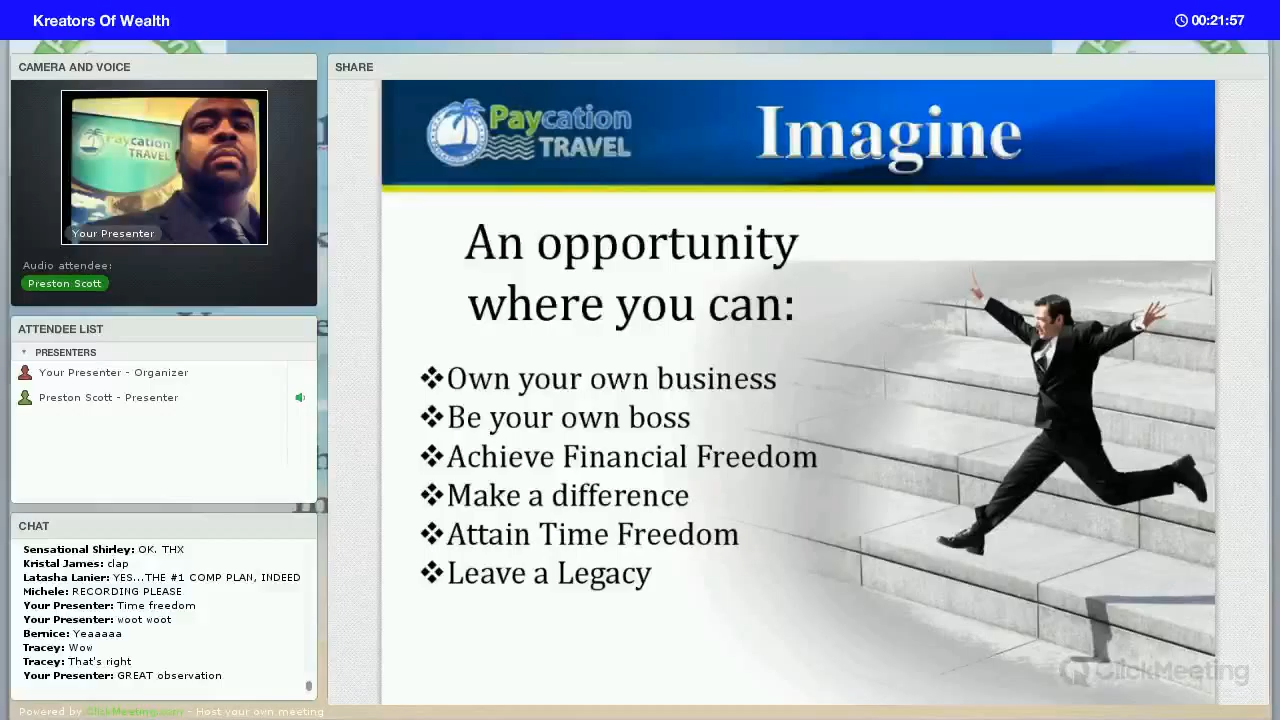 Kreators Of Wealth
00:21:57
CAMERA AND VOICE
Paycation
TRAVEL
Your Presenter
Audio attendee:
Preston Scott
ATTENDEE LIST
PRESENTERS
Your Presenter - Organizer
Preston Scott - Presenter
CHAT
Sensational Shirley: OK. THX
Kristal James: clap
Latasha Lanier: YES...THE #1 COMP PLAN, INDEED
Michele: RECORDING PLEASE
Your Presenter: Time freedom
Your Presenter: woot woot
Bernice: Yeaaaaa
Tracey: Wow
Tracey: That's right
Your Presenter: GREAT observation
Powered by ClickMeeting.com - Host your own meeting
SHARE
Paycation
TRAVEL
Imagine
An opportunity
where you can:
❖Own your own business
❖Be your own boss
❖Achieve Financial Freedom
❖Make a difference
❖Attain Time Freedom
❖Leave a Legacy
ClickMeeting